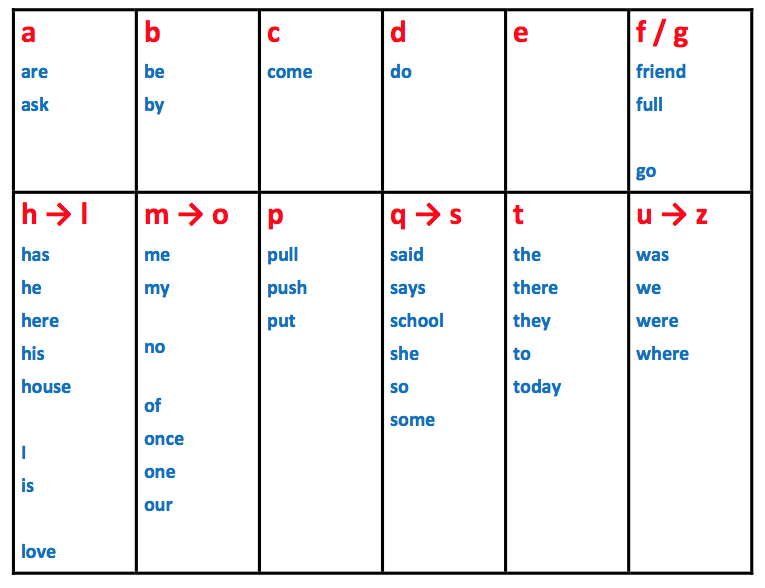 a
are
ask
b
be
by
c
come
d
do
e
f / g
friend
full
go
h → l
has
he
here
his
house
I
is
love
m → o
me
my
no
of
once
one
our
p
pull
push
put
q → s
said
says
school
she
so
some
t
the
there
they
to
today
u → z
was
we
were
where